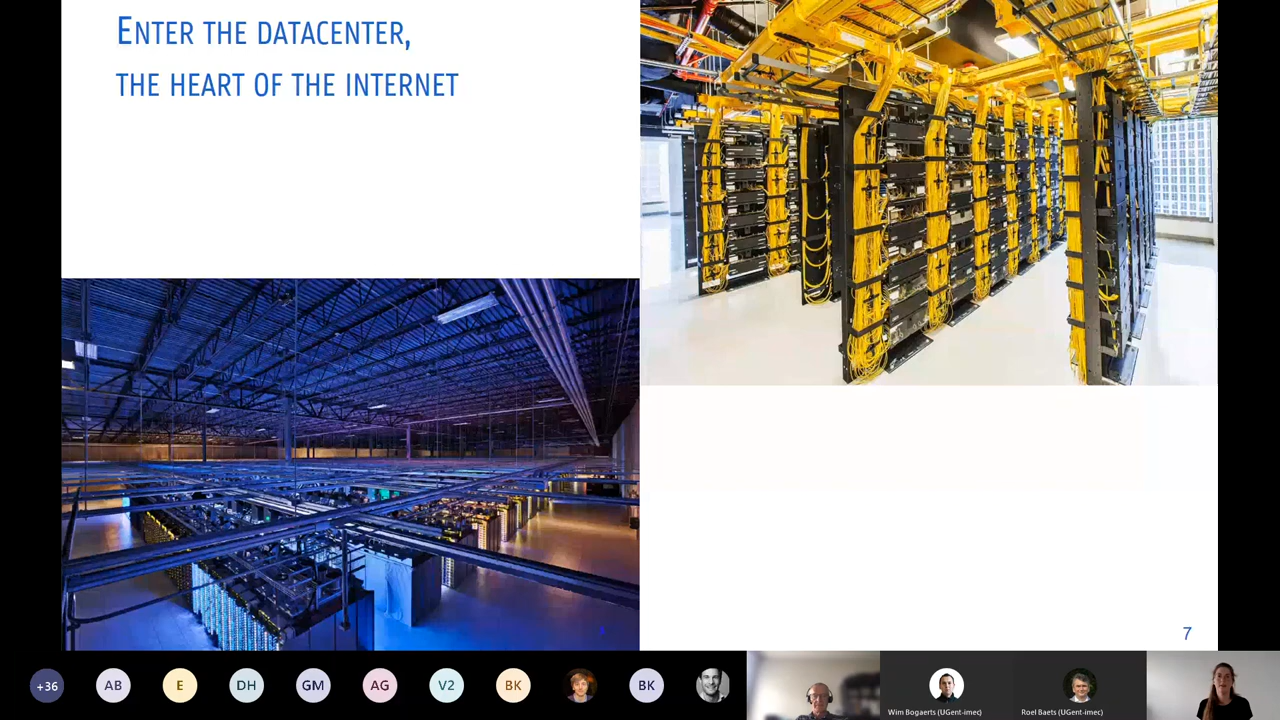 ENTER THE DATACENTER,
THE HEART OF THE INTERNET
7
+36
AB
E
DH
GM
AG
V2
BK
BK
Wim Bogaerts (UGent-imec)
Roel Baets (UGent-imec)